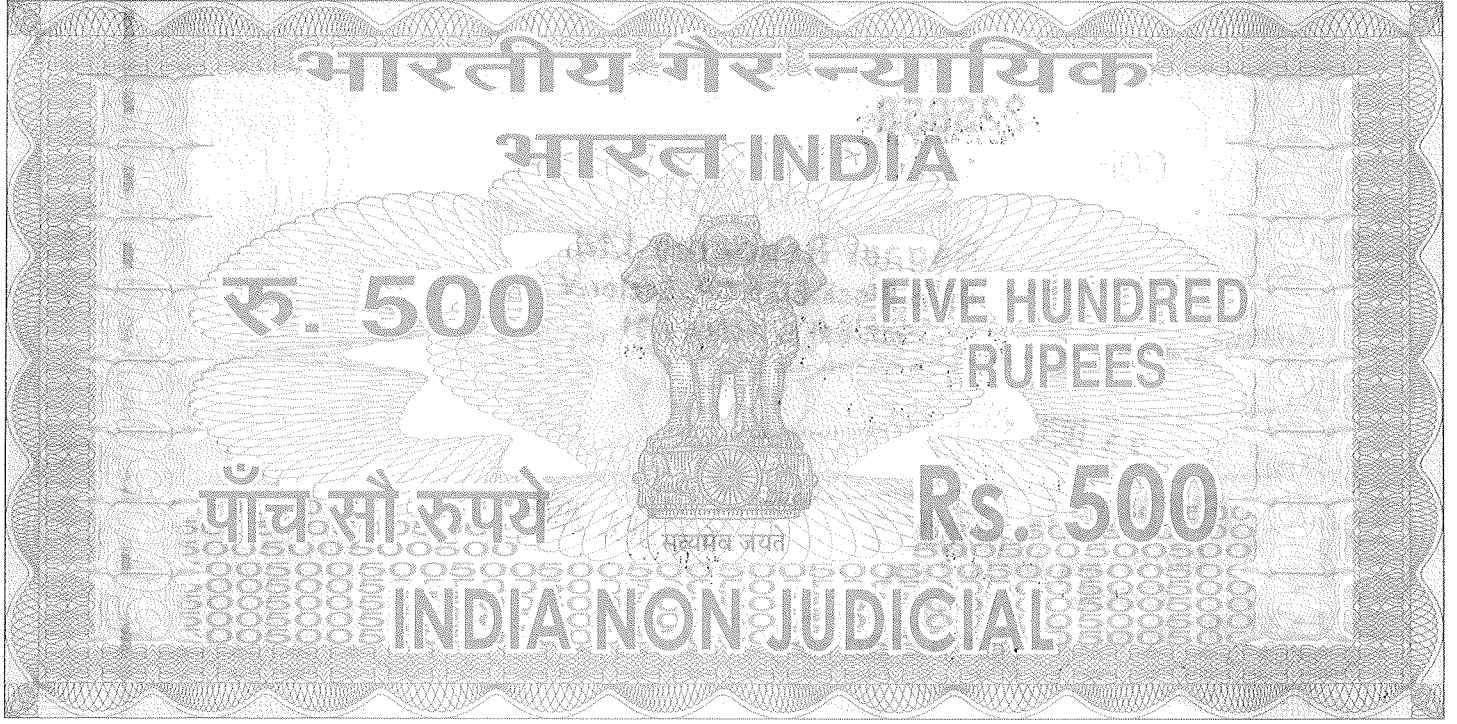 भारतीय गैर न्यायिक
भारत INDIA
रु. 500
FIVE HUNDRED
RUPEES
पाँच सौ रुपये
Rs. 500
सत्यमेव जयते
INDIA NON JUDICIAL